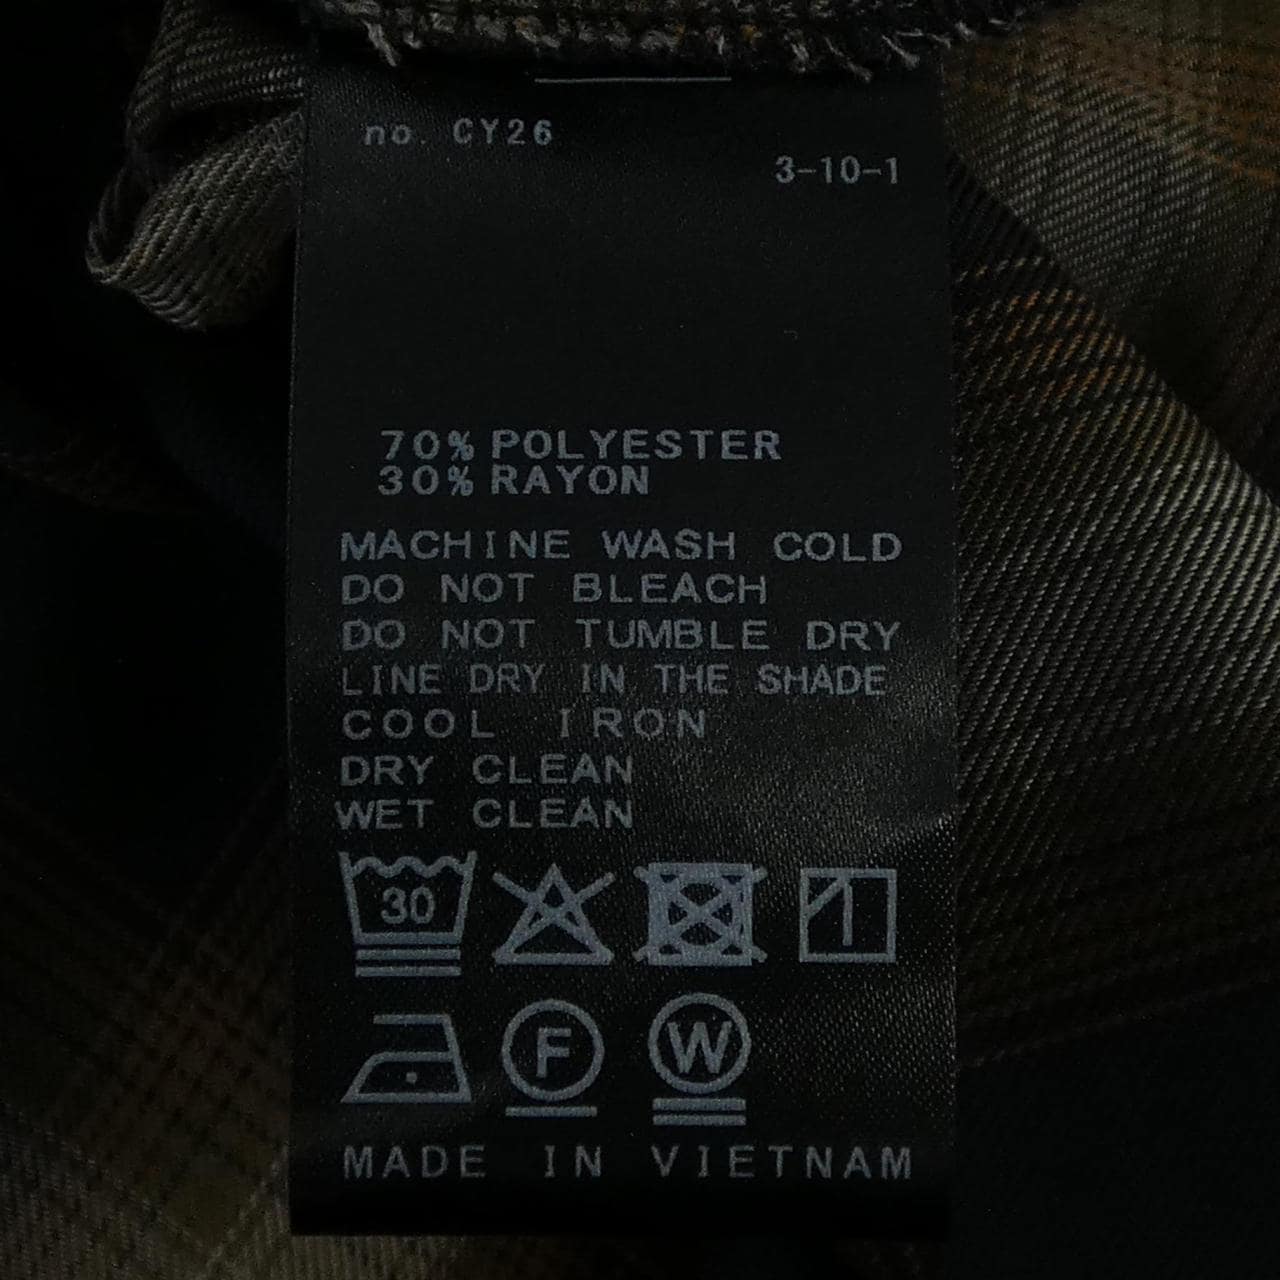 no. CY26
3-10-1
70% POLYESTER
30% RAYON
MACHINE WASH COLD
DO NOT BLEACH
DO NOT TUMBLE DRY
LINE DRY IN THE SHADE
COOL IRON
DRY CLEAN
WET CLEAN
30
F W
MADE IN VIETNAM